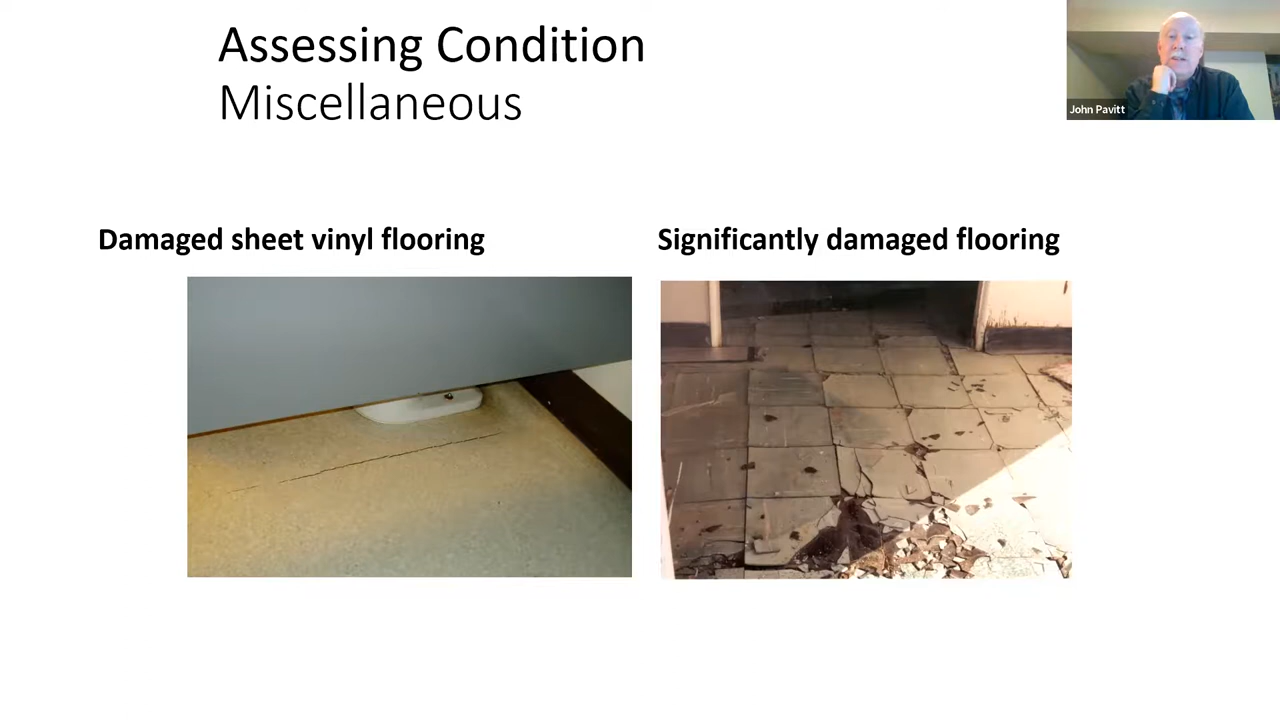 Assessing Condition
Miscellaneous
John Pavitt
Damaged sheet vinyl flooring
Significantly damaged flooring